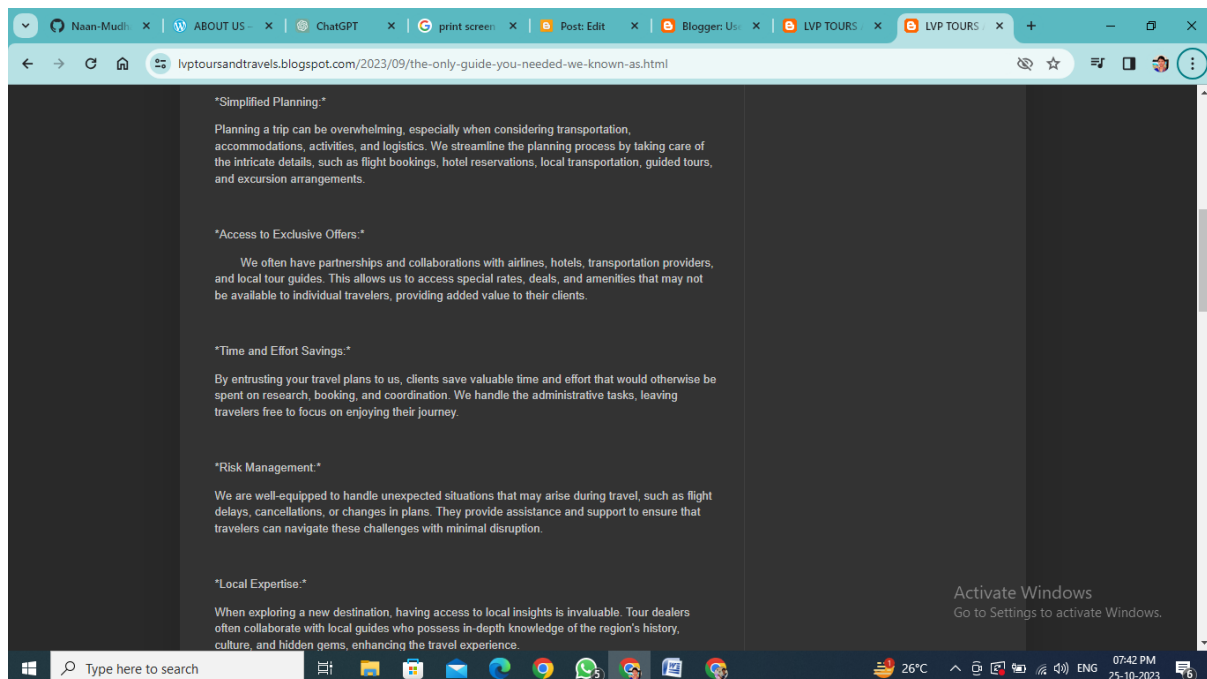 Naan-Mudh
ABOUT US –
ChatGPT
print screen
Post: Edit
Blogger: Use
LVP TOURS /
LVP TOURS /
lvptoursandtravels.blogspot.com/2023/09/the-only-guide-you-needed-we-known-as.html
*Simplified Planning:*
Planning a trip can be overwhelming, especially when considering transportation,
accommodations, activities, and logistics. We streamline the planning process by taking care of
the intricate details, such as flight bookings, hotel reservations, local transportation, guided tours,
and excursion arrangements.
*Access to Exclusive Offers:*
We often have partnerships and collaborations with airlines, hotels, transportation providers,
and local tour guides. This allows us to access special rates, deals, and amenities that may not
be available to individual travelers, providing added value to their clients.
*Time and Effort Savings:*
By entrusting your travel plans to us, clients save valuable time and effort that would otherwise be
spent on research, booking, and coordination. We handle the administrative tasks, leaving
travelers free to focus on enjoying their journey.
*Risk Management:*
We are well-equipped to handle unexpected situations that may arise during travel, such as flight
delays, cancellations, or changes in plans. They provide assistance and support to ensure that
travelers can navigate these challenges with minimal disruption.
*Local Expertise:*
When exploring a new destination, having access to local insights is invaluable. Tour dealers
often collaborate with local guides who possess in-depth knowledge of the region's history,
culture, and hidden gems, enhancing the travel experience.
Activate Windows
Go to Settings to activate Windows.
Type here to search
5
26°C
ENG
07:42 PM
25-10-2023
6